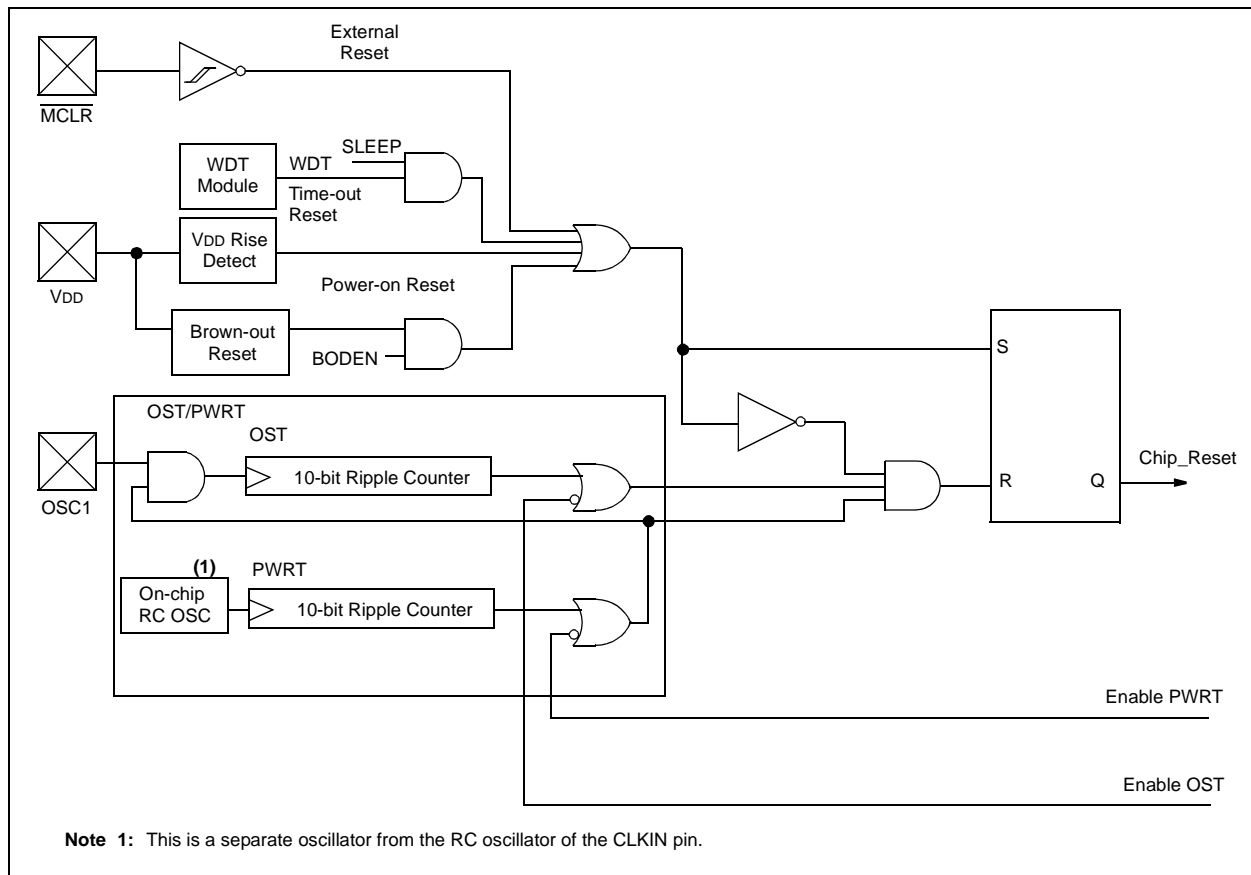 External
Reset
MCLR
SLEEP
WDT
Module
WDT
Time-out
Reset
VDD Rise
Detect
VDD
Power-on Reset
Brown-out
Reset
BODEN
S
OST/PWRT
OST
10-bit Ripple Counter
OSC1
Chip_Reset
R
Q
(1)
PWRT
On-chip
RC OSC
10-bit Ripple Counter
Enable PWRT
Enable OST
Note 1: This is a separate oscillator from the RC oscillator of the CLKIN pin.